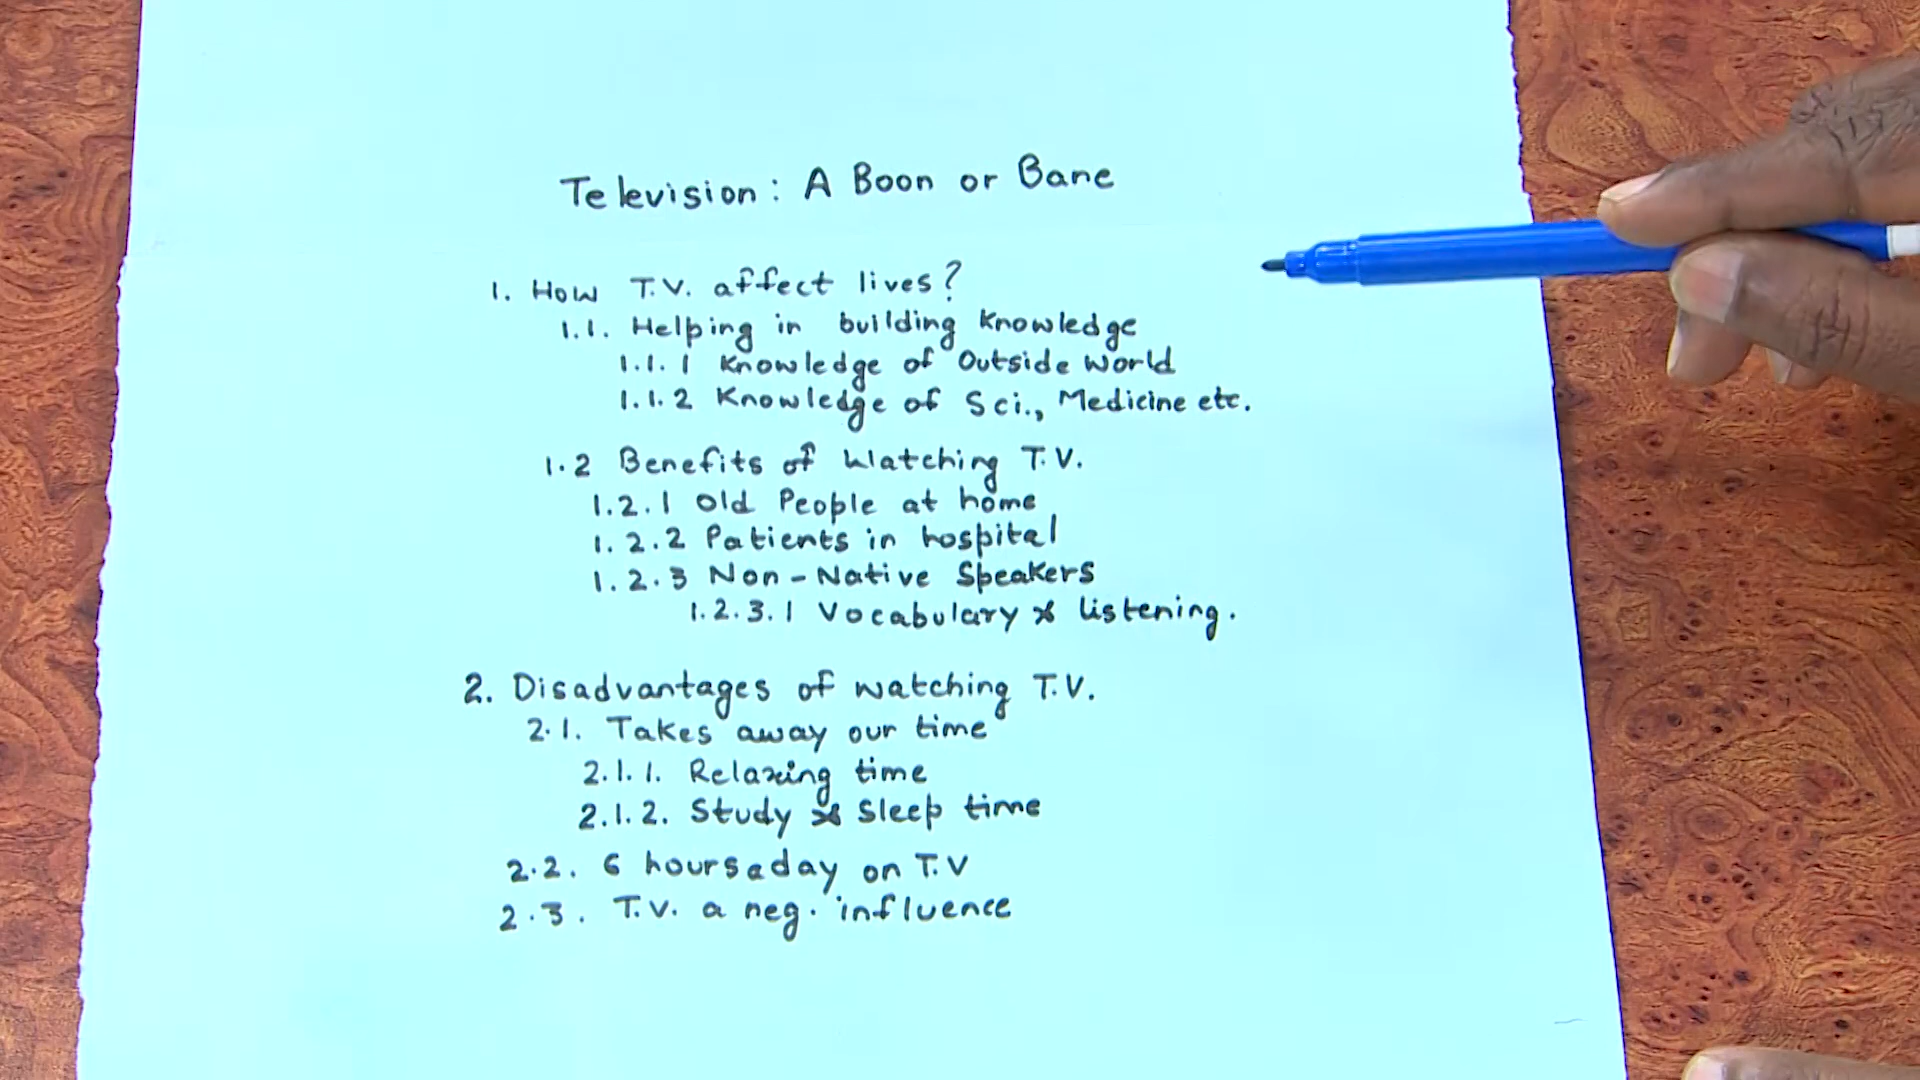 Television: A Boon or Bane
1. How T.V. affect lives?
1.1. Helping in building Knowledge
1.1.1 Knowledge of Outside World
1.1.2 Knowledge of Sci., Medicine etc.
1.2 Benefits of Watching T.V.
1.2.1 Old People at home
1.2.2 Patients in hospital
1.2.3 Non-Native Speakers
1.2.3.1 Vocabulary & listening.
2. Disadvantages of watching T.V.
2.1. Takes away our time
2.1.1. Relaxing time
2.1.2. Study & Sleep time
2.2. 6 hours a day on T.V
2.3. T.V. a neg. influence